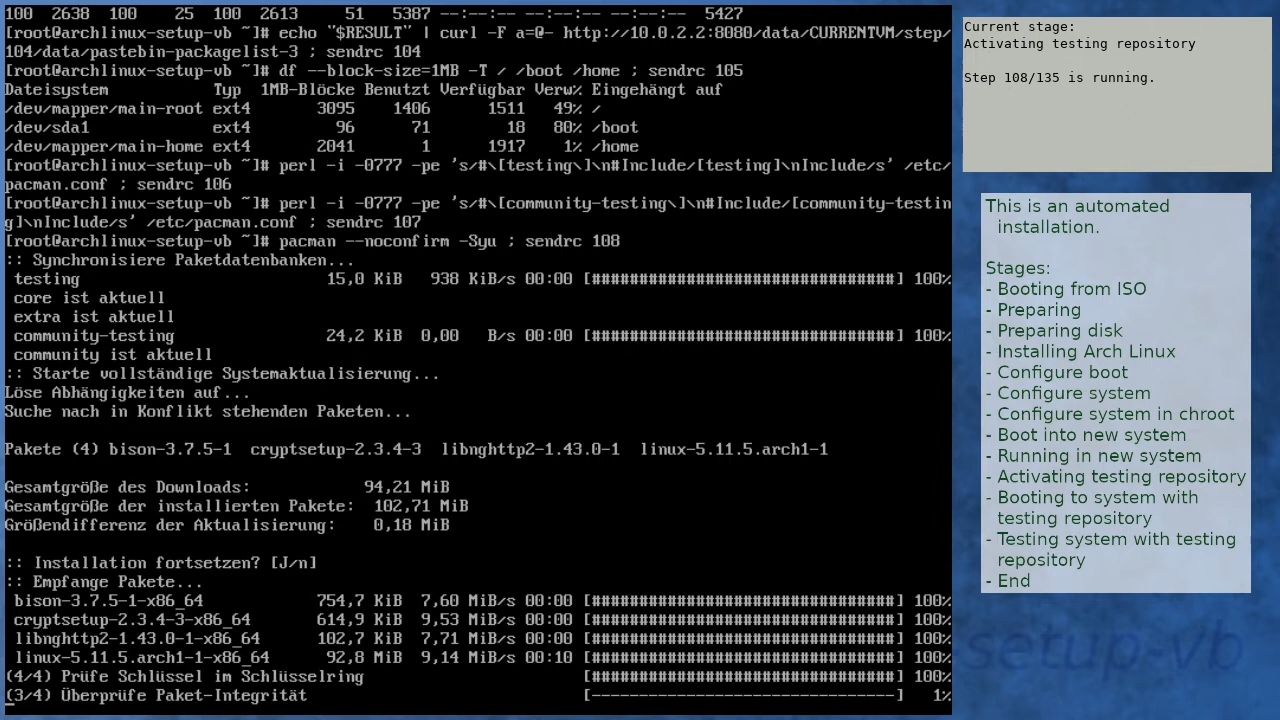 100  2638  100    25  100  2613     51   5387 --:--:-- --:--:-- --:--:--  5427
[root@archlinux-setup-vb ~]# echo "$RESULT" | curl -F a=@- http://10.0.2.2:8080/data/CURRENTVM/step/
104/data/pastebin-packagelist-3 ; sendrc 104
[root@archlinux-setup-vb ~]# df --block-size=1MB -T / /boot /home ; sendrc 105
Dateisystem           Typ  1MB-Blöcke Benutzt Verfügbar Verw% Eingehängt auf
/dev/mapper/main-root ext4       3095    1406      1511   49% /
/dev/sda1             ext4         96      71        18   80% /boot
/dev/mapper/main-home ext4       2041       1      1917    1% /home
[root@archlinux-setup-vb ~]# perl -i -0777 -pe 's/#\[testing\]\n#Include/[testing]\nInclude/s' /etc/
pacman.conf ; sendrc 106
[root@archlinux-setup-vb ~]# perl -i -0777 -pe 's/#\[community-testing\]\n#Include/[community-testin
g]\nInclude/s' /etc/pacman.conf ; sendrc 107
[root@archlinux-setup-vb ~]# pacman --noconfirm -Syu ; sendrc 108
:: Synchronisiere Paketdatenbanken...
 testing                          15,0 KiB   938 KiB/s 00:00 [################################] 100%
 core ist aktuell
 extra ist aktuell
 community-testing                24,2 KiB  0,00   B/s 00:00 [################################] 100%
 community ist aktuell
:: Starte vollständige Systemaktualisierung...
Löse Abhängigkeiten auf...
Suche nach in Konflikt stehenden Paketen...
Pakete (4) bison-3.7.5-1  cryptsetup-2.3.4-3  libnghttp2-1.43.0-1  linux-5.11.5.arch1-1
Gesamtgröße des Downloads:            94,21 MiB
Gesamtgröße der installierten Pakete:  102,71 MiB
Größendifferenz der Aktualisierung:    0,18 MiB
:: Installation fortsetzen? [J/n]
:: Empfange Pakete...
 bison-3.7.5-1-x86_64            754,7 KiB  7,60 MiB/s 00:00 [################################] 100%
 cryptsetup-2.3.4-3-x86_64       614,9 KiB  9,53 MiB/s 00:00 [################################] 100%
 libnghttp2-1.43.0-1-x86_64      102,7 KiB  7,71 MiB/s 00:00 [################################] 100%
 linux-5.11.5.arch1-1-x86_64      92,8 MiB  9,14 MiB/s 00:10 [################################] 100%
(4/4) Prüfe Schlüssel im Schlüsselring                       [################################] 100%
(3/4) Überprüfe Paket-Integrität                             [--------------------------------]   1%
Current stage:
Activating testing repository
Step 108/135 is running.
This is an automated
installation.
Stages:
- Booting from ISO
- Preparing
- Preparing disk
- Installing Arch Linux
- Configure boot
- Configure system
- Configure system in chroot
- Boot into new system
- Running in new system
- Activating testing repository
- Booting to system with
testing repository
- Testing system with testing
repository
- End
setup-vb